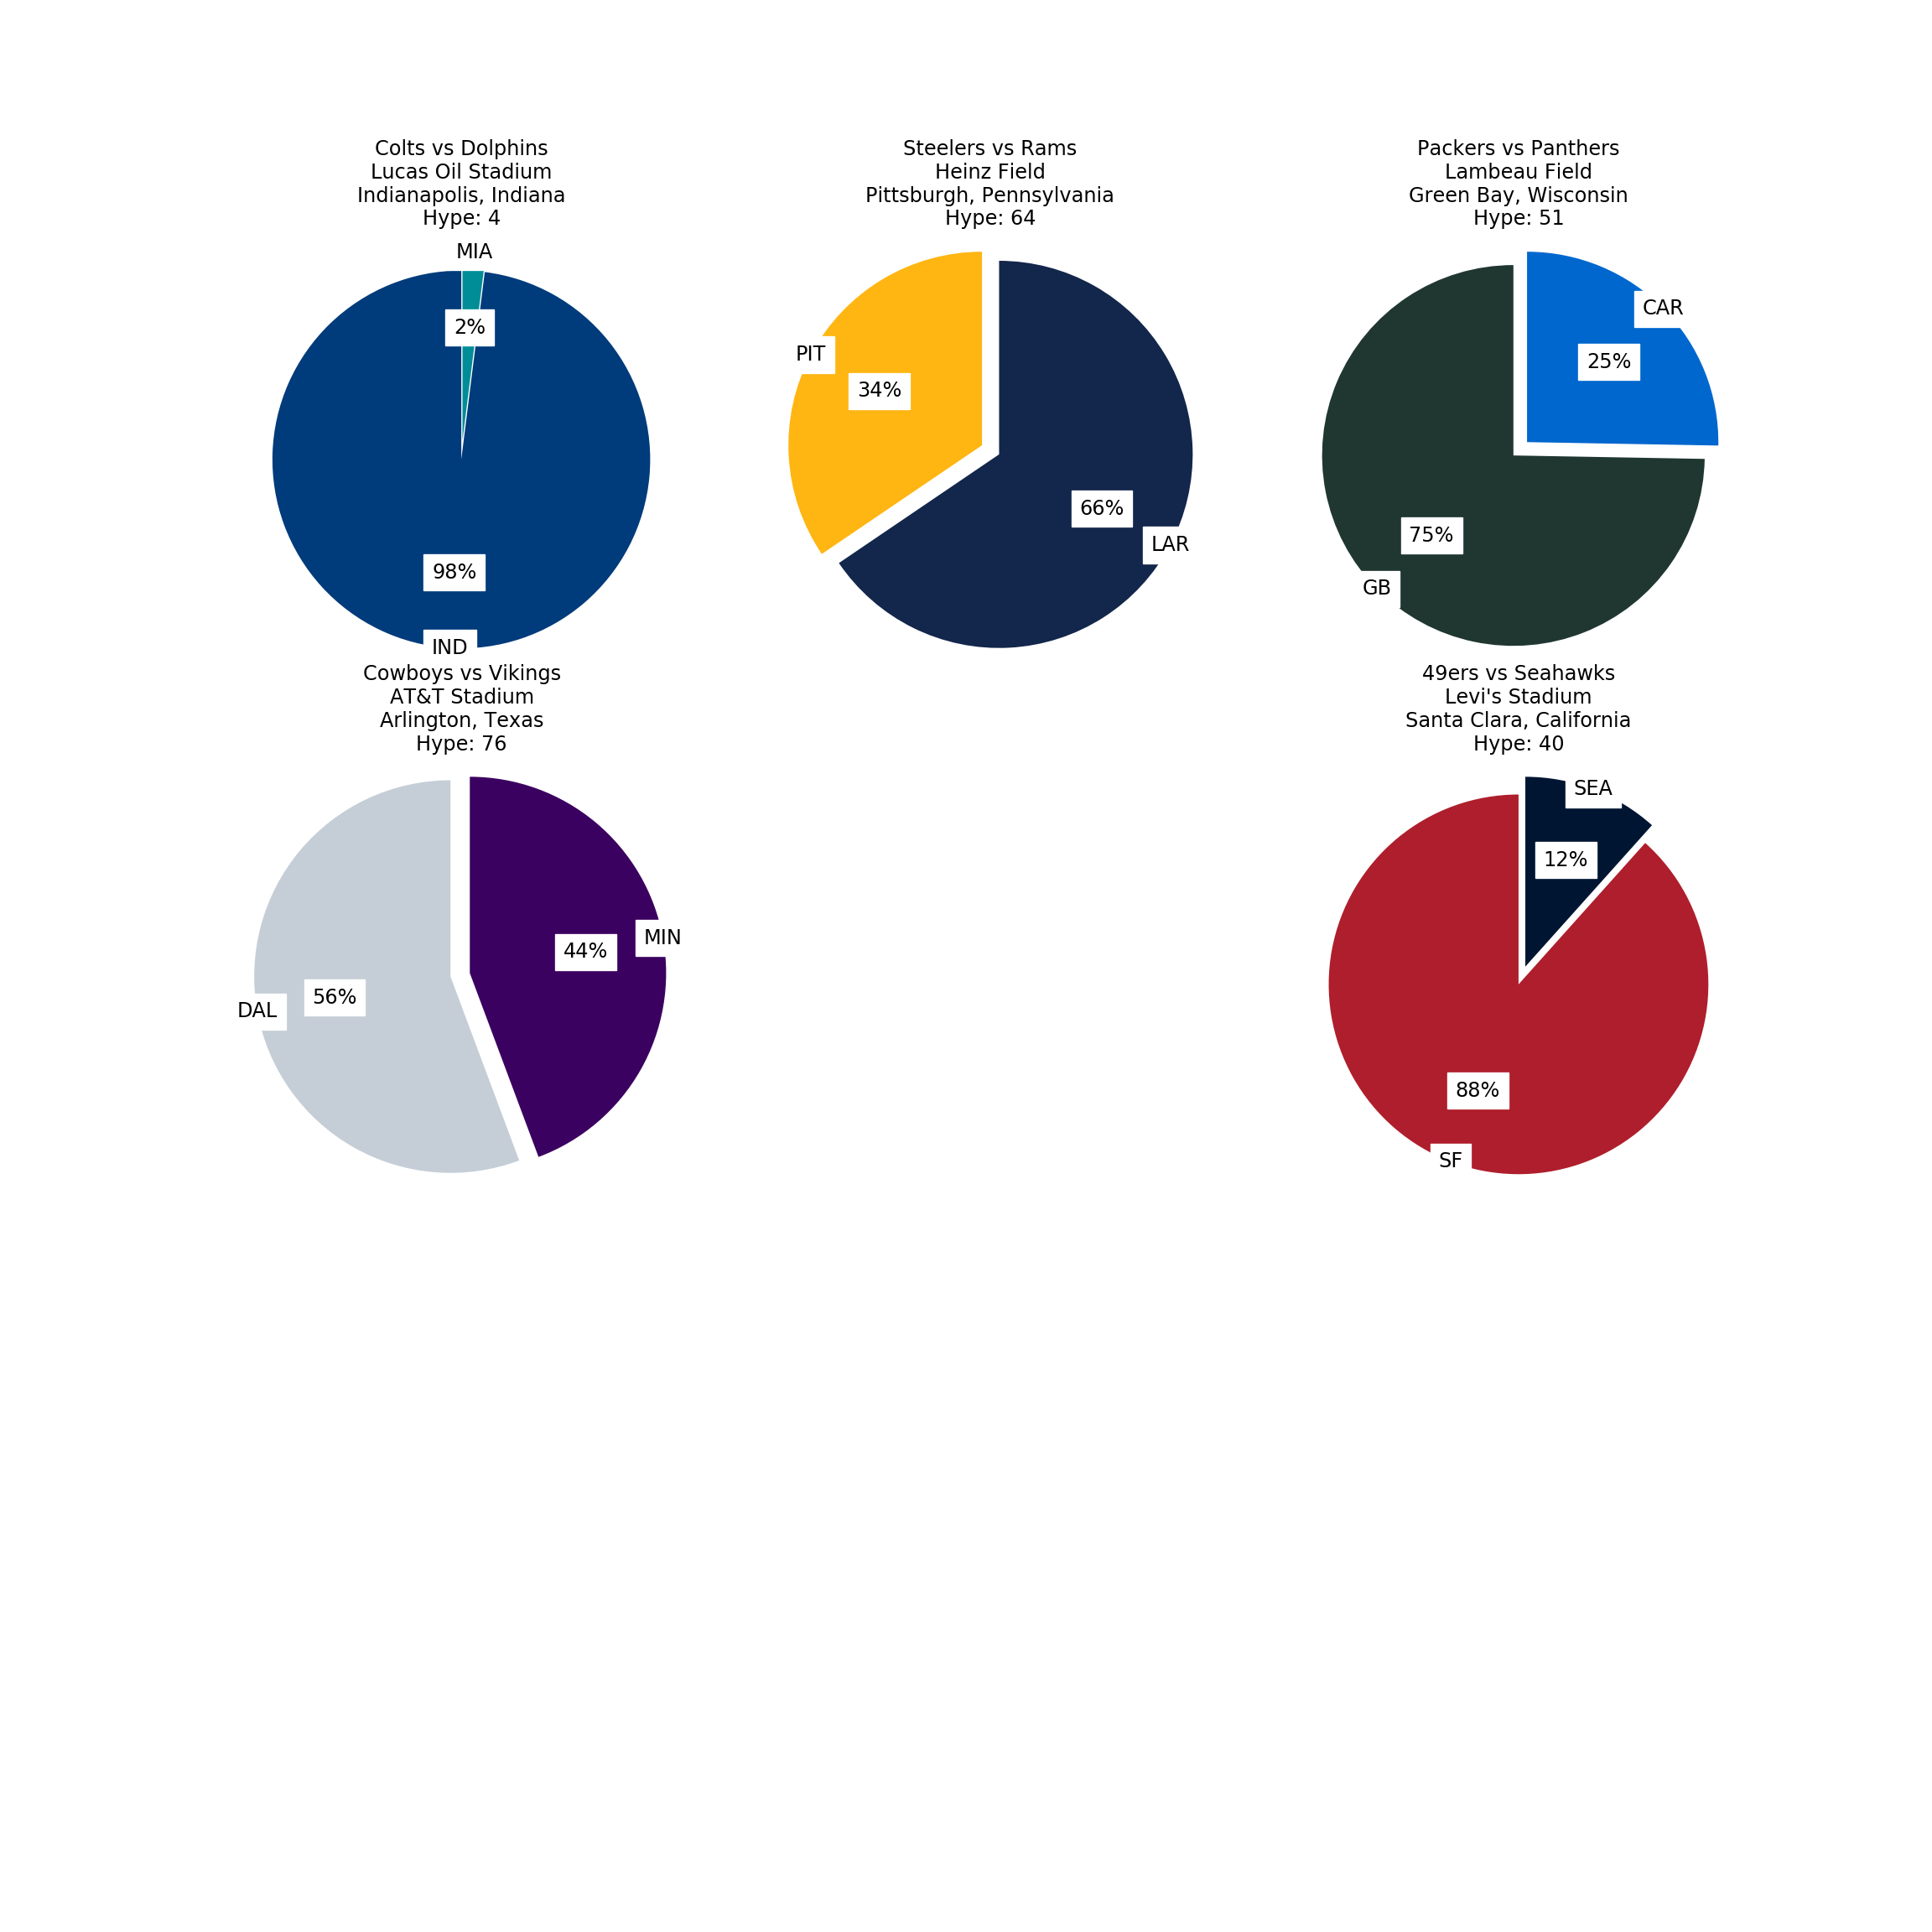 Colts vs Dolphins
Lucas Oil Stadium
Indianapolis, Indiana
Hype: 4
MIA
2%
98%
IND
Steelers vs Rams
Heinz Field
Pittsburgh, Pennsylvania
Hype: 64
PIT
34%
66%
LAR
Packers vs Panthers
Lambeau Field
Green Bay, Wisconsin
Hype: 51
CAR
25%
75%
GB
Cowboys vs Vikings
AT&T Stadium
Arlington, Texas
Hype: 76
MIN
44%
56%
DAL
49ers vs Seahawks
Levi's Stadium
Santa Clara, California
Hype: 40
SEA
12%
88%
SF